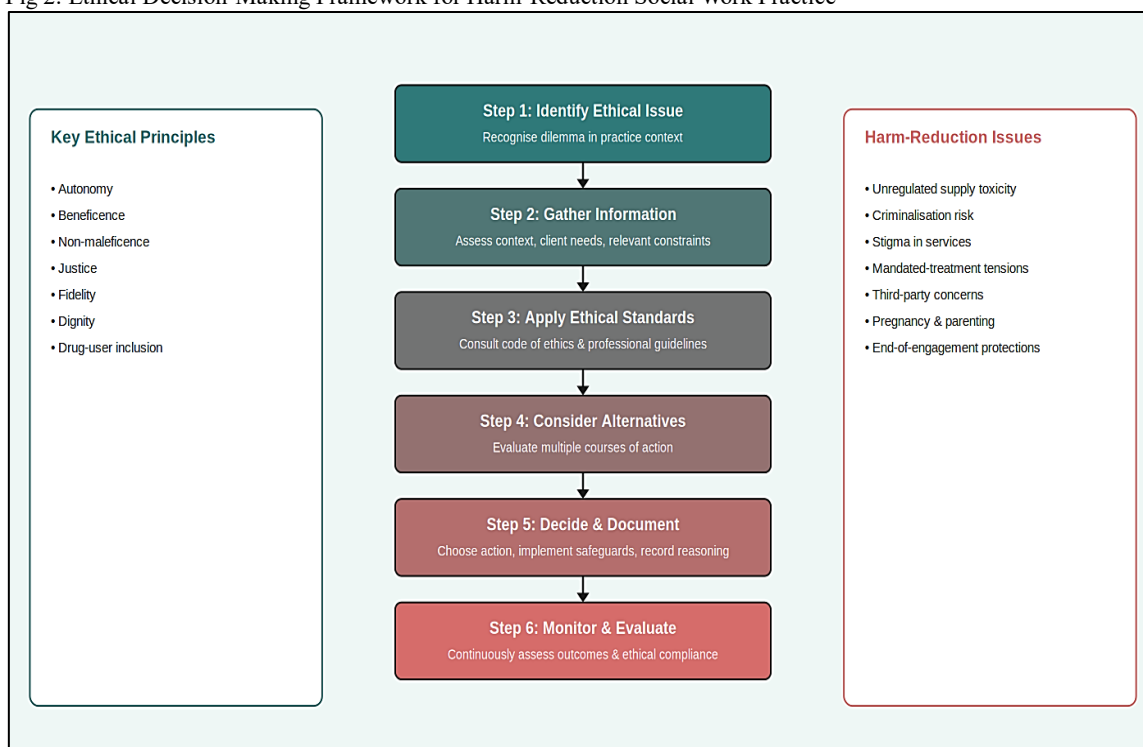 Fig 2: Ethical Decision-Making Framework for Harm-Reduction Social Work Practice
Key Ethical Principles
• Autonomy
• Beneficence
• Non-maleficence
• Justice
• Fidelity
• Dignity
• Drug-user inclusion
Step 1: Identify Ethical Issue
Recognise dilemma in practice context
Step 2: Gather Information
Assess context, client needs, relevant constraints
Step 3: Apply Ethical Standards
Consult code of ethics & professional guidelines
Step 4: Consider Alternatives
Evaluate multiple courses of action
Step 5: Decide & Document
Choose action, implement safeguards, record reasoning
Step 6: Monitor & Evaluate
Continuously assess outcomes & ethical compliance
Harm-Reduction Issues
• Unregulated supply toxicity
• Criminalisation risk
• Stigma in services
• Mandated-treatment tensions
• Third-party concerns
• Pregnancy & parenting
• End-of-engagement protections